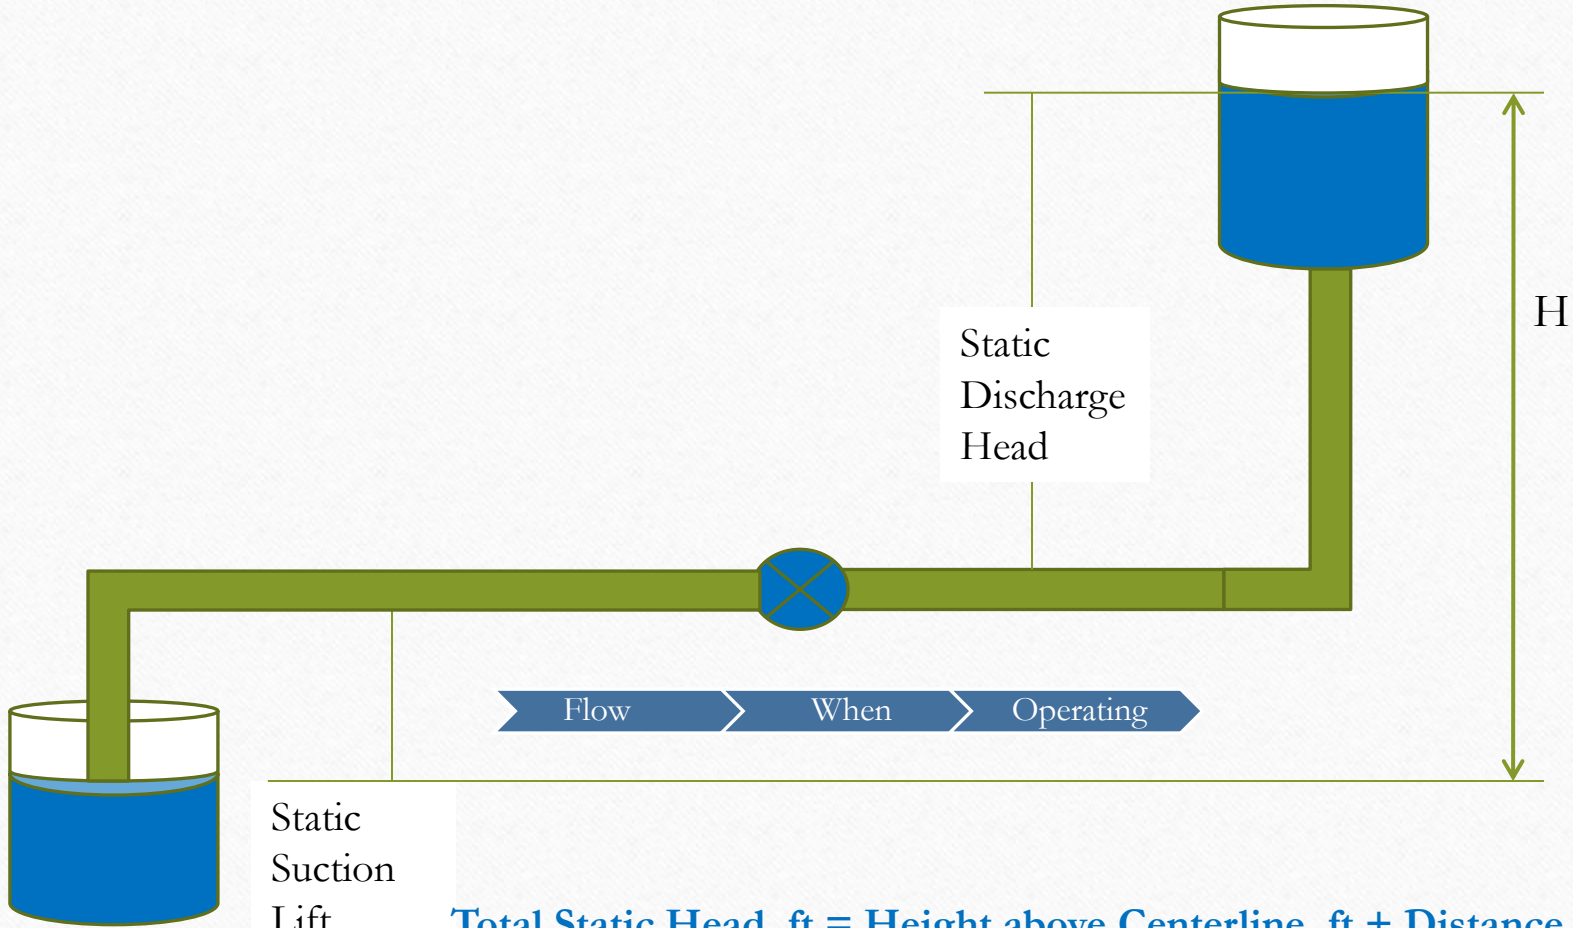 H
Static
Discharge
Head
Flow When Operating
Static
Suction
Lift
Total Static Head, ft = Height above Centerline, ft + Distance